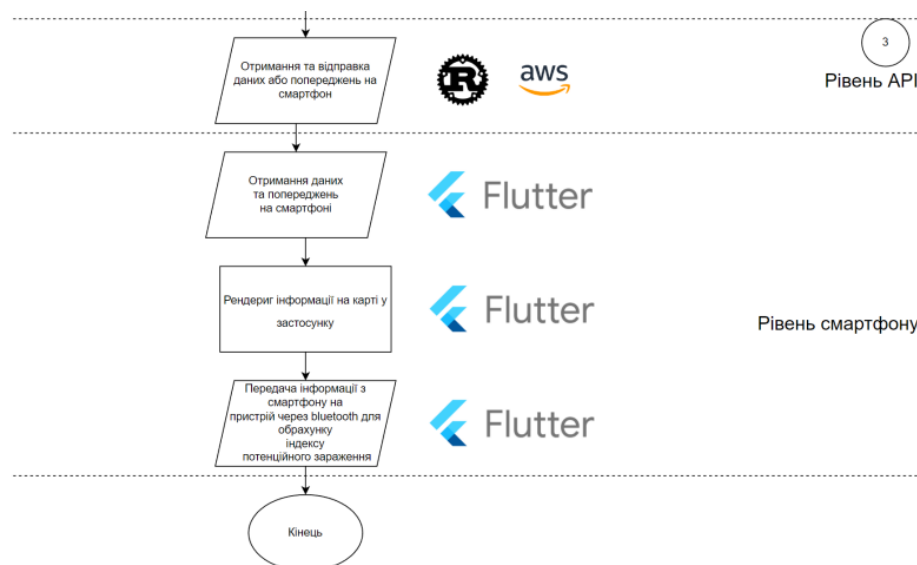 Отримання та відправка
даних або попереджень на
смартфон
R
aws
3
Рівень АРІ
Отримання даних
та попереджень
на смартфоні
Flutter
Рендериг інформації на карті у
застосунку
Flutter
Рівень смартфону
Передача інформації з
смартфону на
пристрій через bluetooth для
обрахунку
індексу
потенційного зараження
Flutter
Кінець